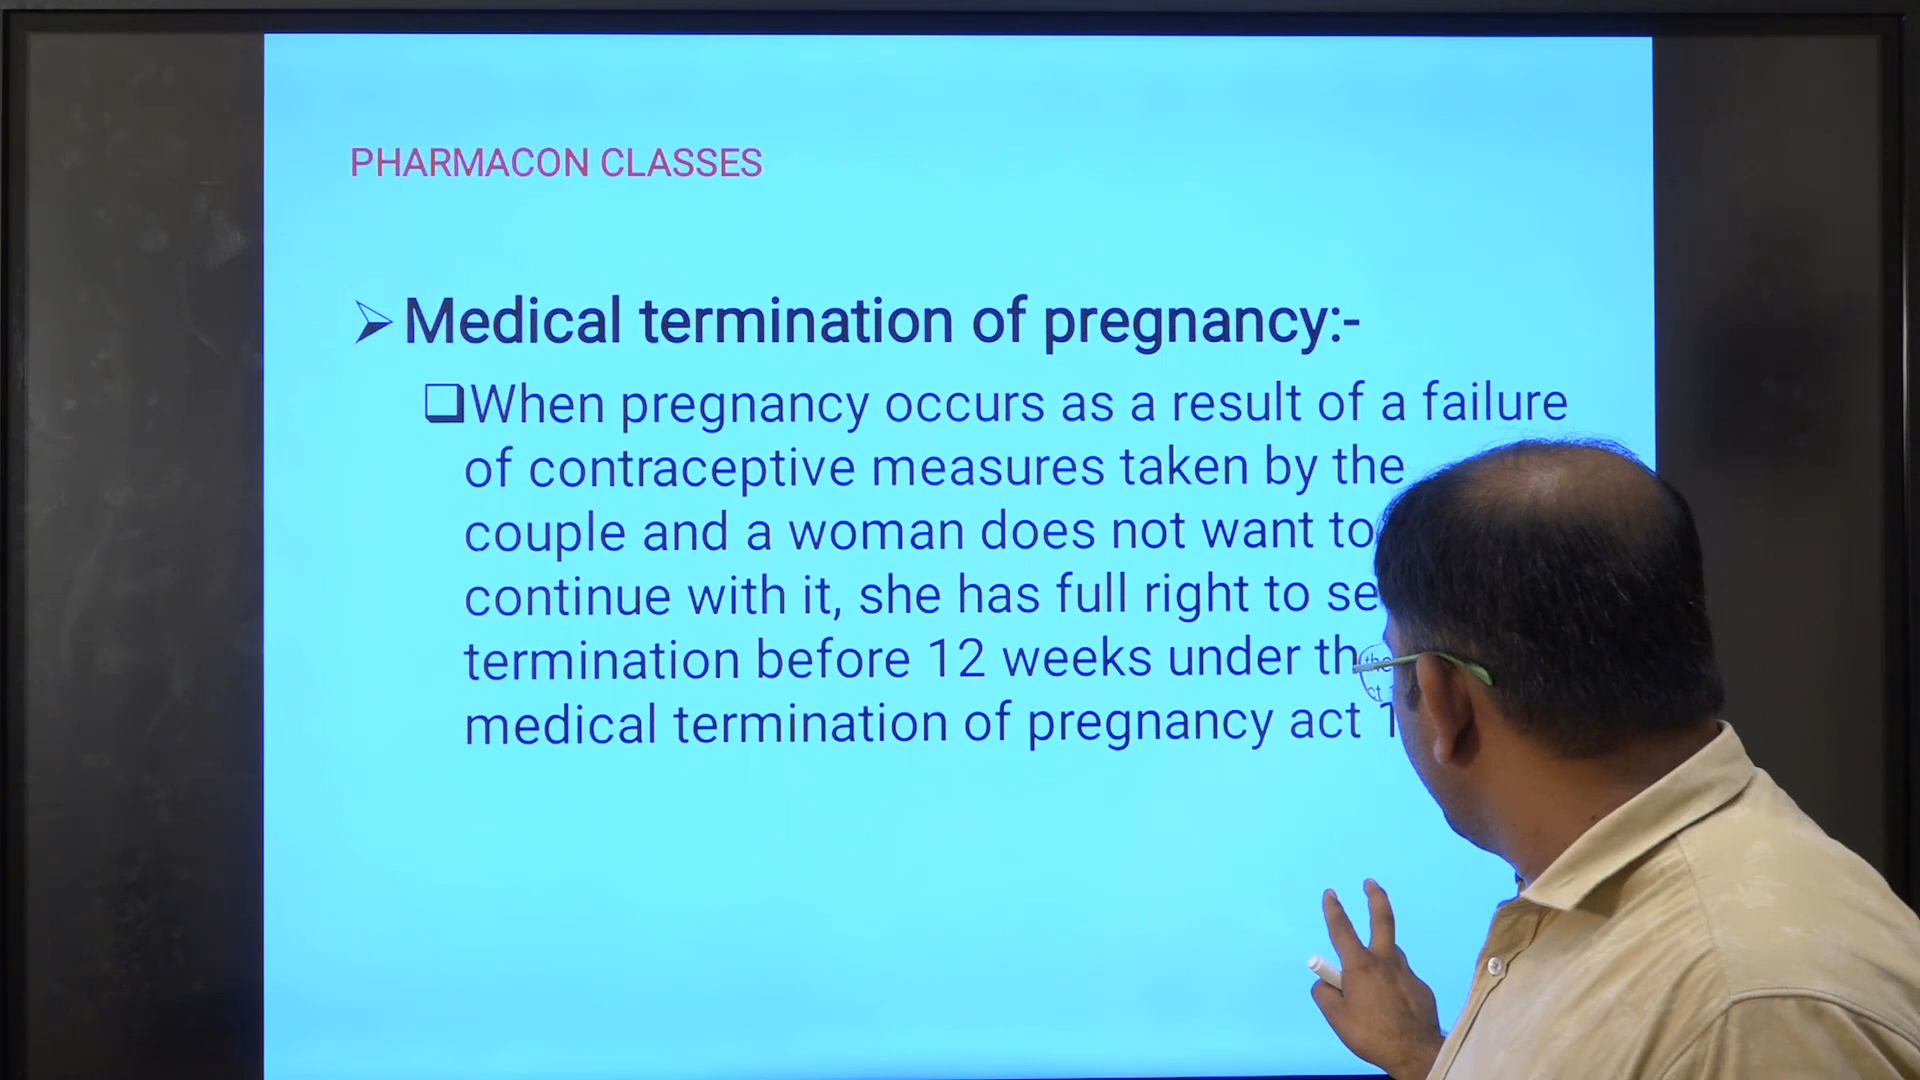 PHARMACON CLASSES
Medical termination of pregnancy:-
When pregnancy occurs as a result of a failure
of contraceptive measures taken by the
couple and a woman does not want to
continue with it, she has full right to
termination before 12 weeks under
medical termination of pregnancy act